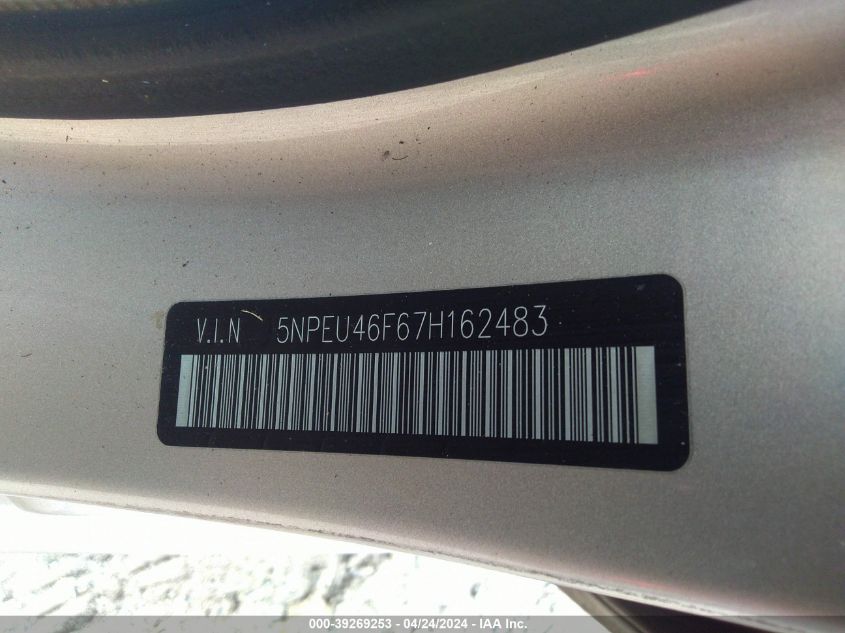 V.I.N 5NPEU46F67H162483
000-39269253 - 04/24/2024 - IAA Inc.